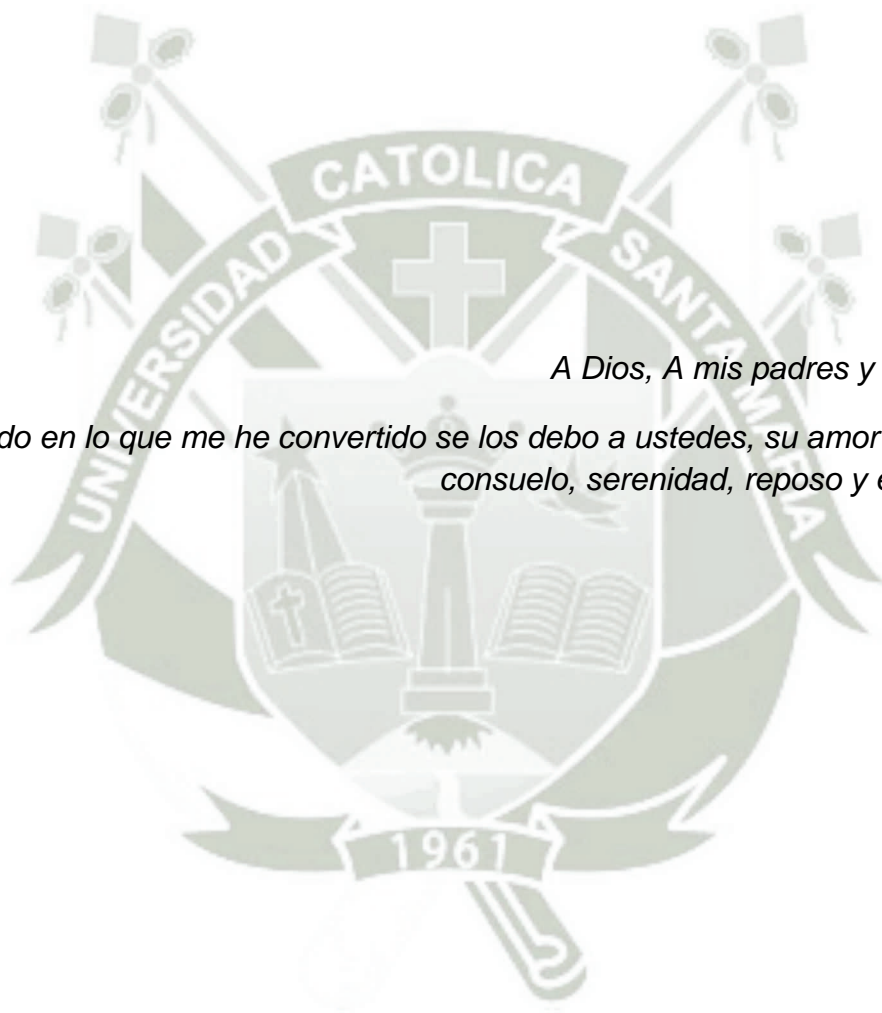 UNIVERSIDAD CATOLICA SANTA MARIA
A Dios, A mis padres y
do en lo que me he convertido se los debo a ustedes, su amor
consuelo, serenidad, reposo y e
1961